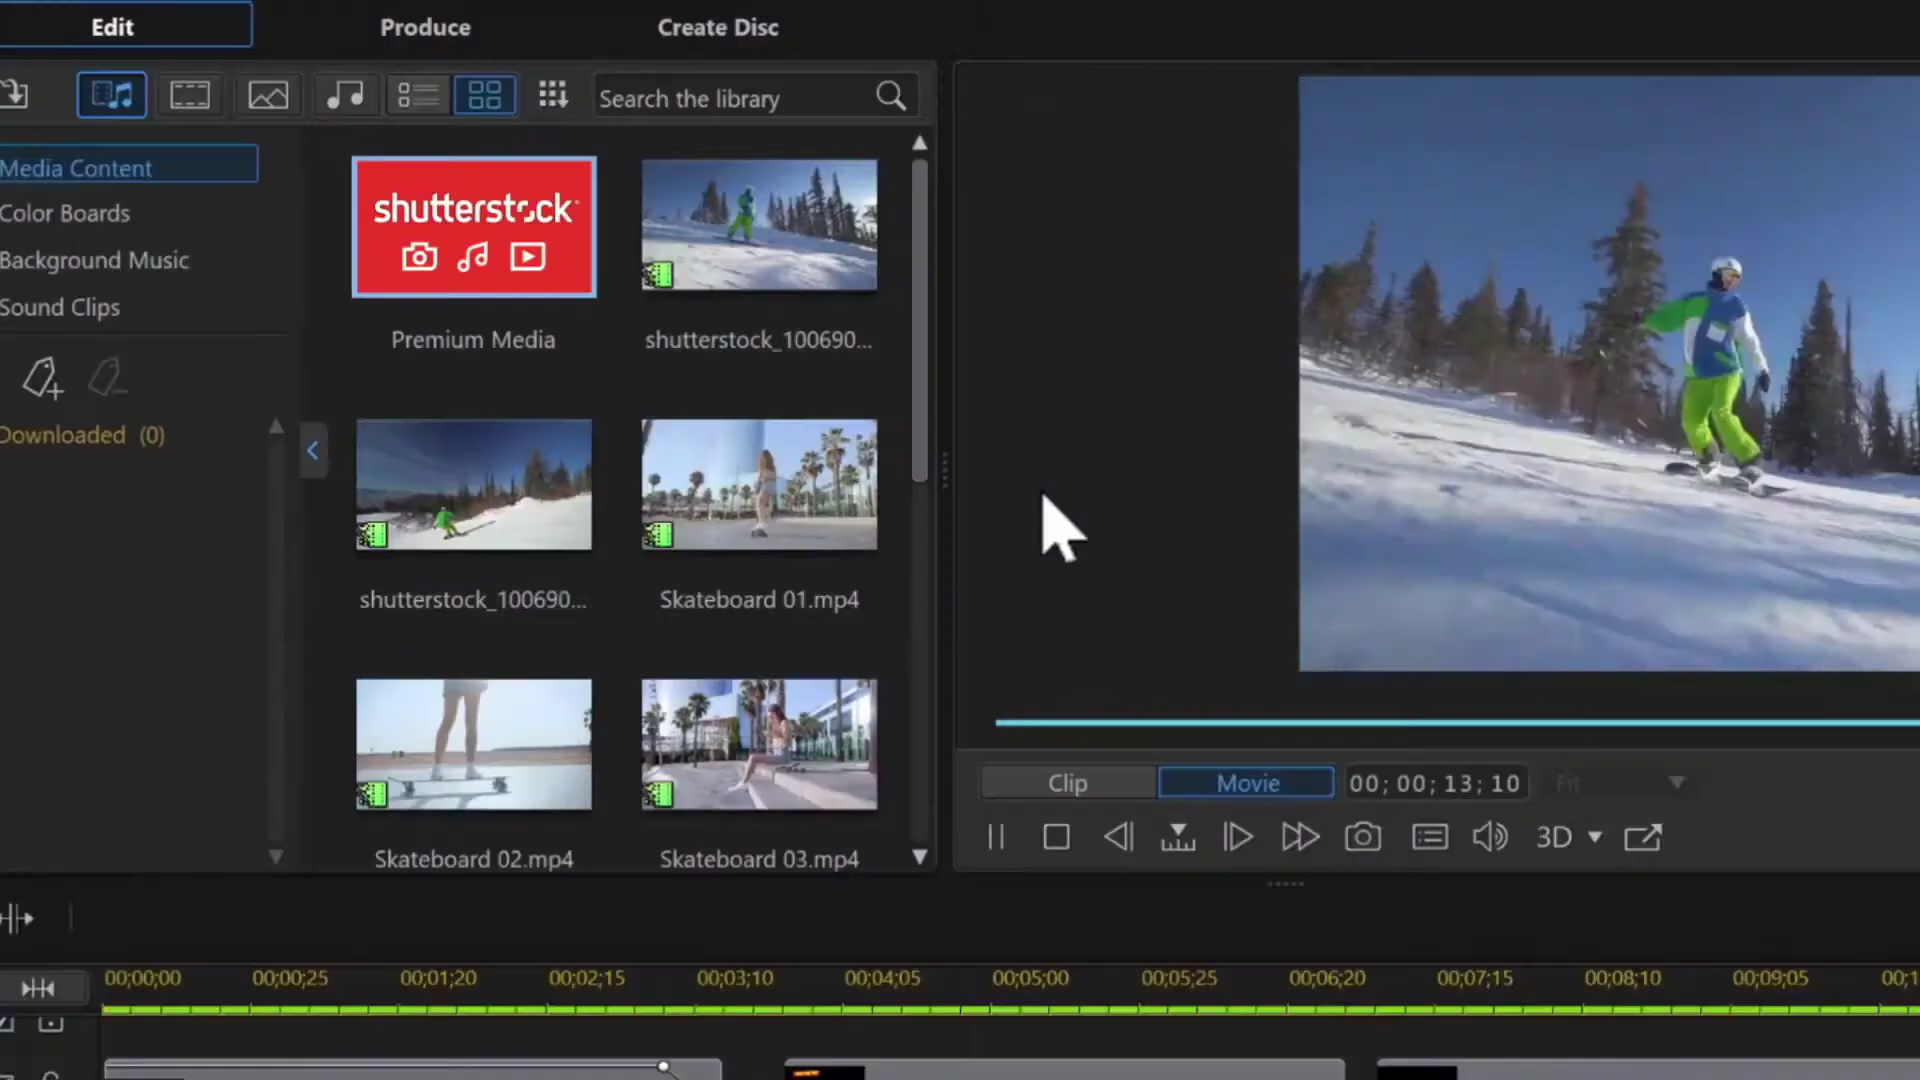 Edit
Produce
Create Disc
Search the library
Media Content
Color Boards
Background Music
Sound Clips
Downloaded (0)
shutterstock
Premium Media
shutterstock_100690...
shutterstock_100690...
Skateboard 01.mp4
Skateboard 02.mp4
Skateboard 03.mp4
Clip
Movie
00; 00; 13; 10
Fit
3D
00;00;00
00;00;25
00;01;20
00;02;15
00;03;10
00;04;05
00;05;00
00;05;25
00;06;20
00;07;15
00;08;10
00;09;05
00;1